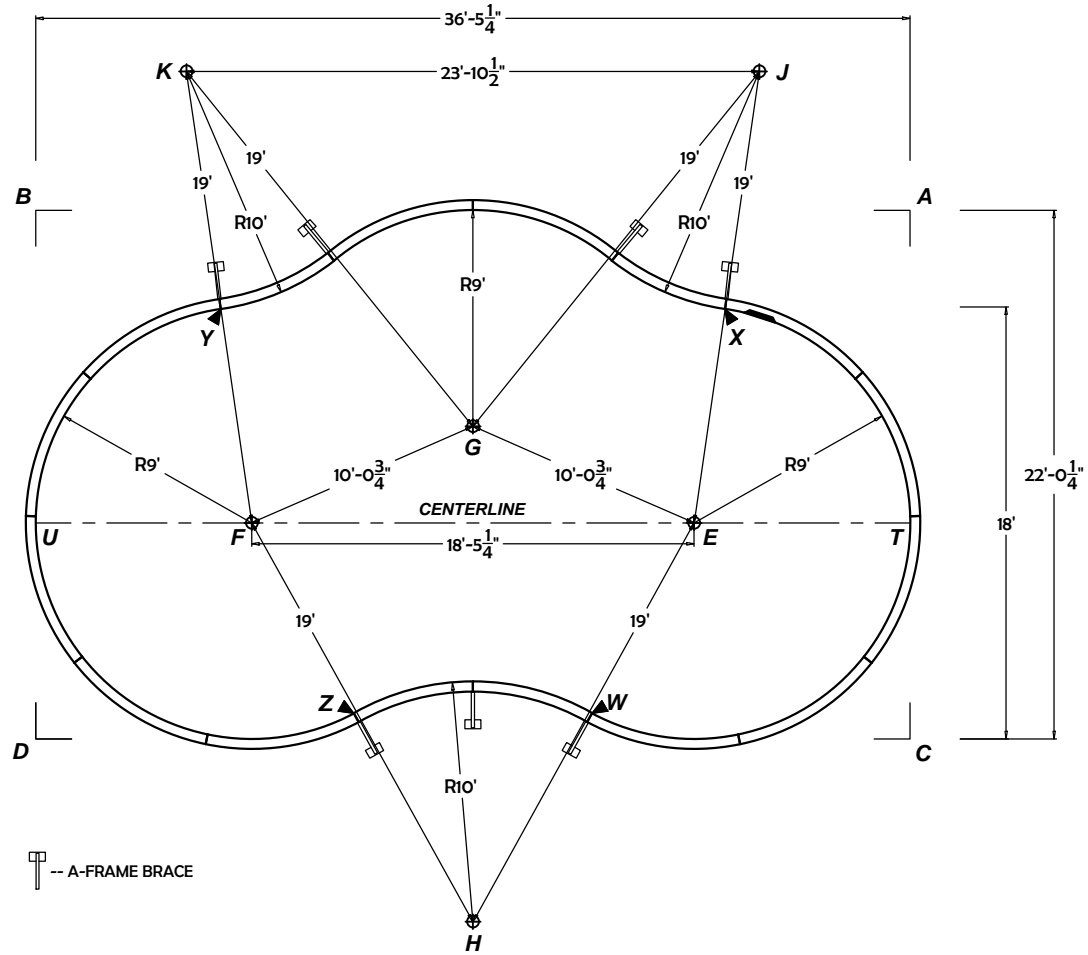 36'-5 1/4"
K
23'-10 1/2"
J
19'
19'
19'
19'
B
R10'
R10'
A
R9'
Y
X
G
R9'
10'-0 3/4"
10'-0 3/4"
R9'
22'-0 1/4"
CENTERLINE
18'
U
F
E
T
18'-5 1/4"
19'
19'
Z
W
D
C
R10'
-- A-FRAME BRACE
H